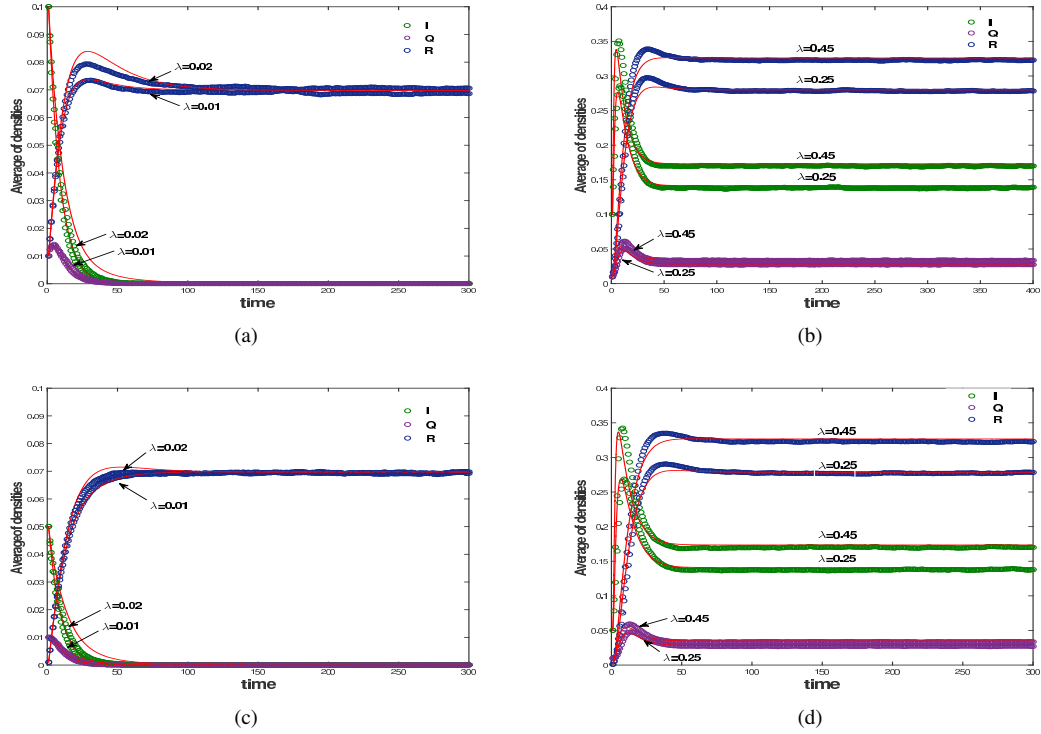 0.1
0.09
0.08
0.07
0.06
0.05
0.04
0.03
0.02
0.01
0
Average of densities
I
Q
R
λ=0.02
λ=0.01
λ=0.02
λ=0.01
0 50 100 150 200 250 300
time
(a)
0.4
0.35
0.3
0.25
0.2
0.15
0.1
0.05
0
Average of densities
I
Q
R
λ=0.45
λ=0.25
λ=0.45
λ=0.25
λ=0.45
λ=0.25
0 50 100 150 200 250 300 350 400
time
(b)
0.1
0.09
0.08
0.07
0.06
0.05
0.04
0.03
0.02
0.01
0
Average of densities
I
Q
R
λ=0.02
λ=0.01
λ=0.02
λ=0.01
0 50 100 150 200 250 300
time
(c)
0.4
0.35
0.3
0.25
0.2
0.15
0.1
0.05
0
Average of densities
I
Q
R
λ=0.45
λ=0.25
λ=0.45
λ=0.25
λ=0.45
λ=0.25
0 50 100 150 200 250 300 350 400
time
(d)